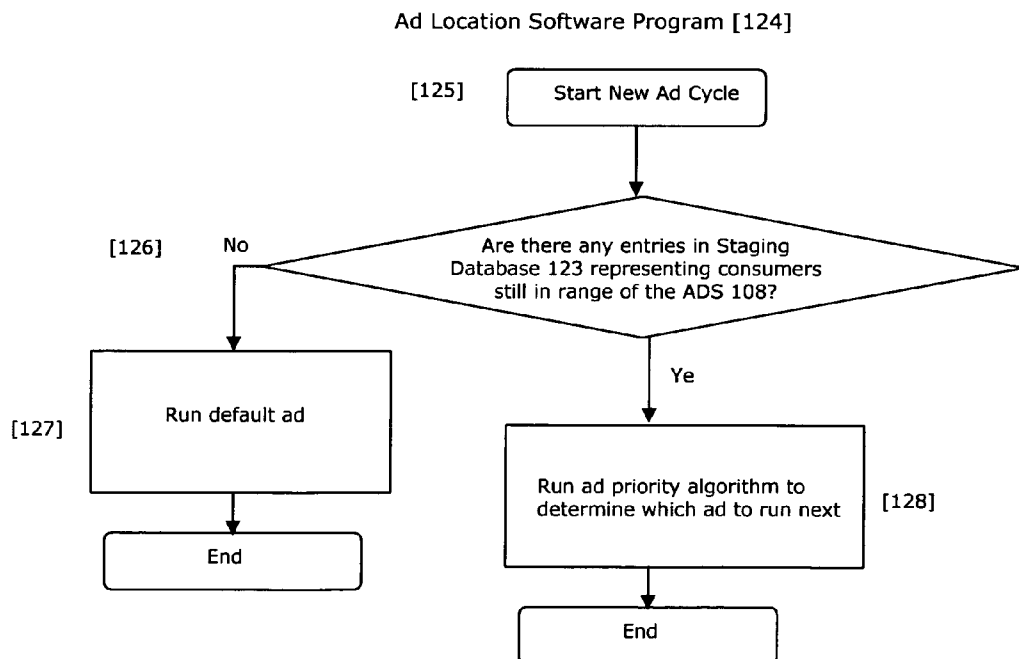 Ad Location Software Program [124]
[125]
Start New Ad Cycle
[126]
No
Are there any entries in Staging
Database 123 representing consumers
still in range of the ADS 108?
Ye
[127]
Run default ad
Run ad priority algorithm to
determine which ad to run next
[128]
End
End